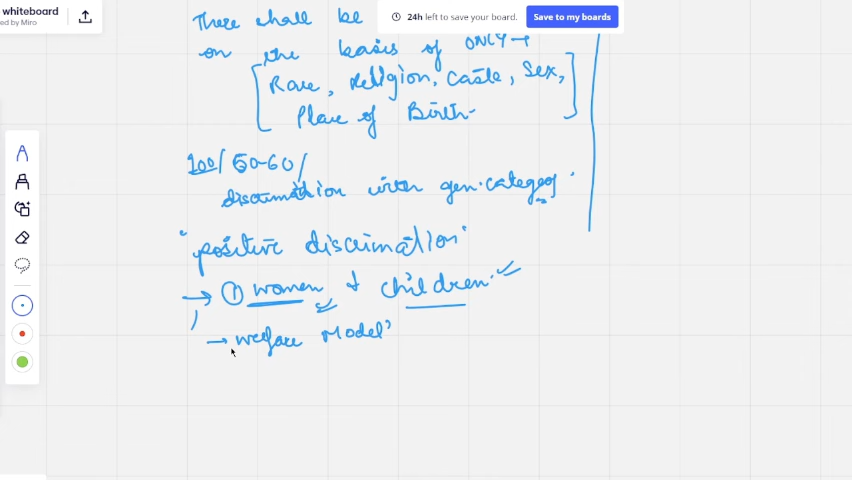 whiteboard
ed by Miro
24h left to save your board.
Save to my boards
There shall be
on the basis of ONLY →
[Race, Religion, Caste, Sex,
Place of Birth]
100/50-60/
discrimation with gen. category.
"positive discrimation"
→ ① women & children.
→ welfare Model'